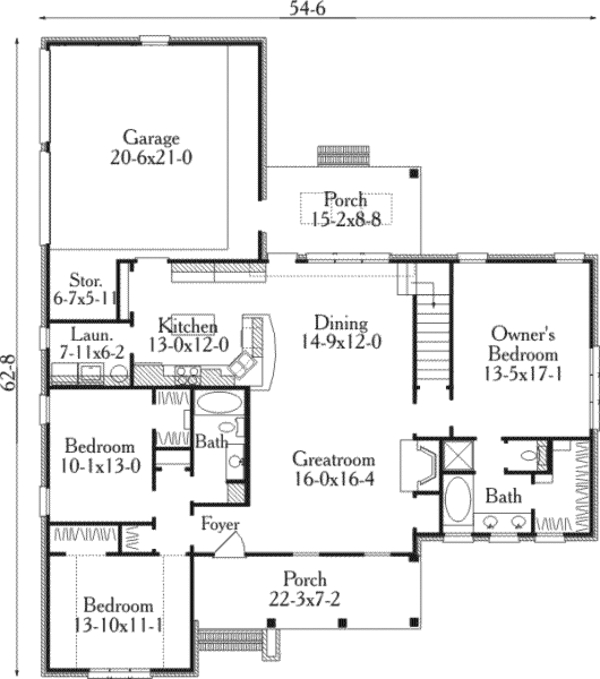 54-6
62-8
Garage
20-6x21-0
Porch
15-2x8-8
Stor.
6-7x5-11
Laun.
7-11x6-2
Kitchen
13-0x12-0
Dining
14-9x12-0
Owner's
Bedroom
13-5x17-1
Bedroom
10-1x13-0
Bath
Greatroom
16-0x16-4
Bath
Foyer
Bedroom
13-10x11-1
Porch
22-3x7-2